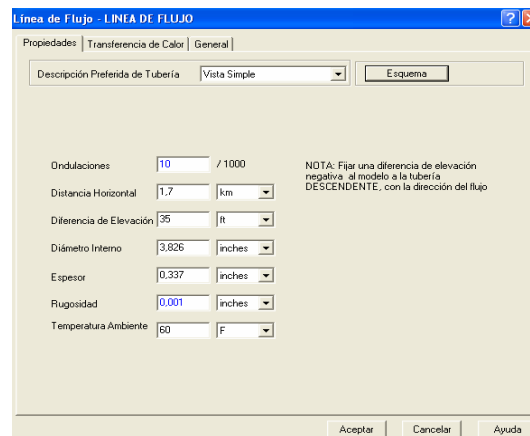 Línea de Flujo - LINEA DE FLUJO
Propiedades Transferencia de Calor General
Descripción Preferida de Tubería Vista Simple Esquema
Ondulaciones 10 / 1000
Distancia Horizontal 1,7 km
Diferencia de Elevación 35 ft
Diámetro Interno 3,826 inches
Espesor 0,337 inches
Rugosidad 0,001 inches
Temperatura Ambiente 60 F
NOTA: Fijar una diferencia de elevación
negativa al modelo a la tubería
DESCENDENTE, con la dirección del flujo
Aceptar Cancelar Ayuda